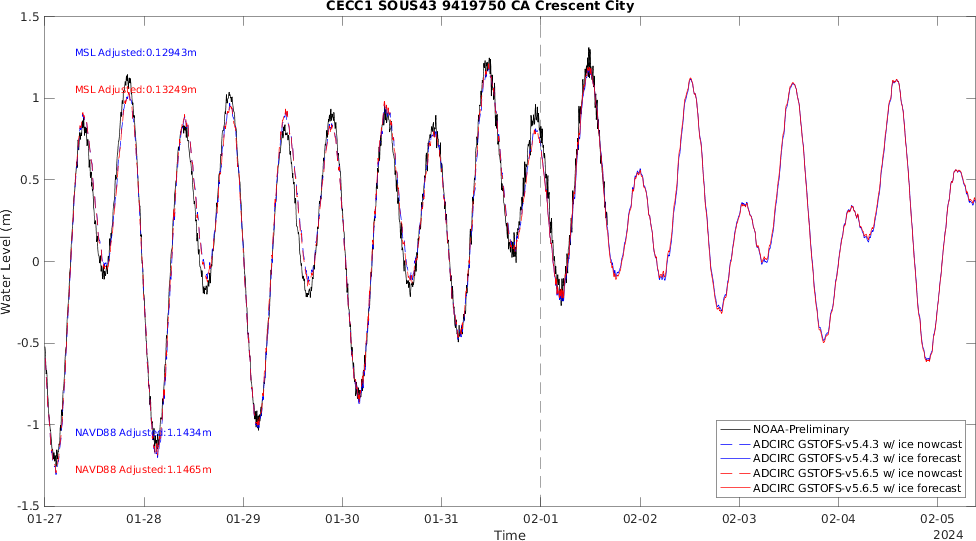 CECC1 SOUS43 9419750 CA Crescent City
1.5
MSL Adjusted:0.12943m
MSL Adjusted:0.13249m
1
0.5
Water Level (m)
0
-0.5
-1
NAVD88 Adjusted:1.1434m
NAVD88 Adjusted:1.1465m
NOAA-Preliminary
ADCIRC GSTOFS-v5.4.3 w/ ice nowcast
ADCIRC GSTOFS-v5.4.3 w/ ice forecast
ADCIRC GSTOFS-v5.6.5 w/ ice nowcast
ADCIRC GSTOFS-v5.6.5 w/ ice forecast
-1.5
01-27 01-28 01-29 01-30 01-31 02-01 02-02 02-03 02-04 02-05
Time
2024